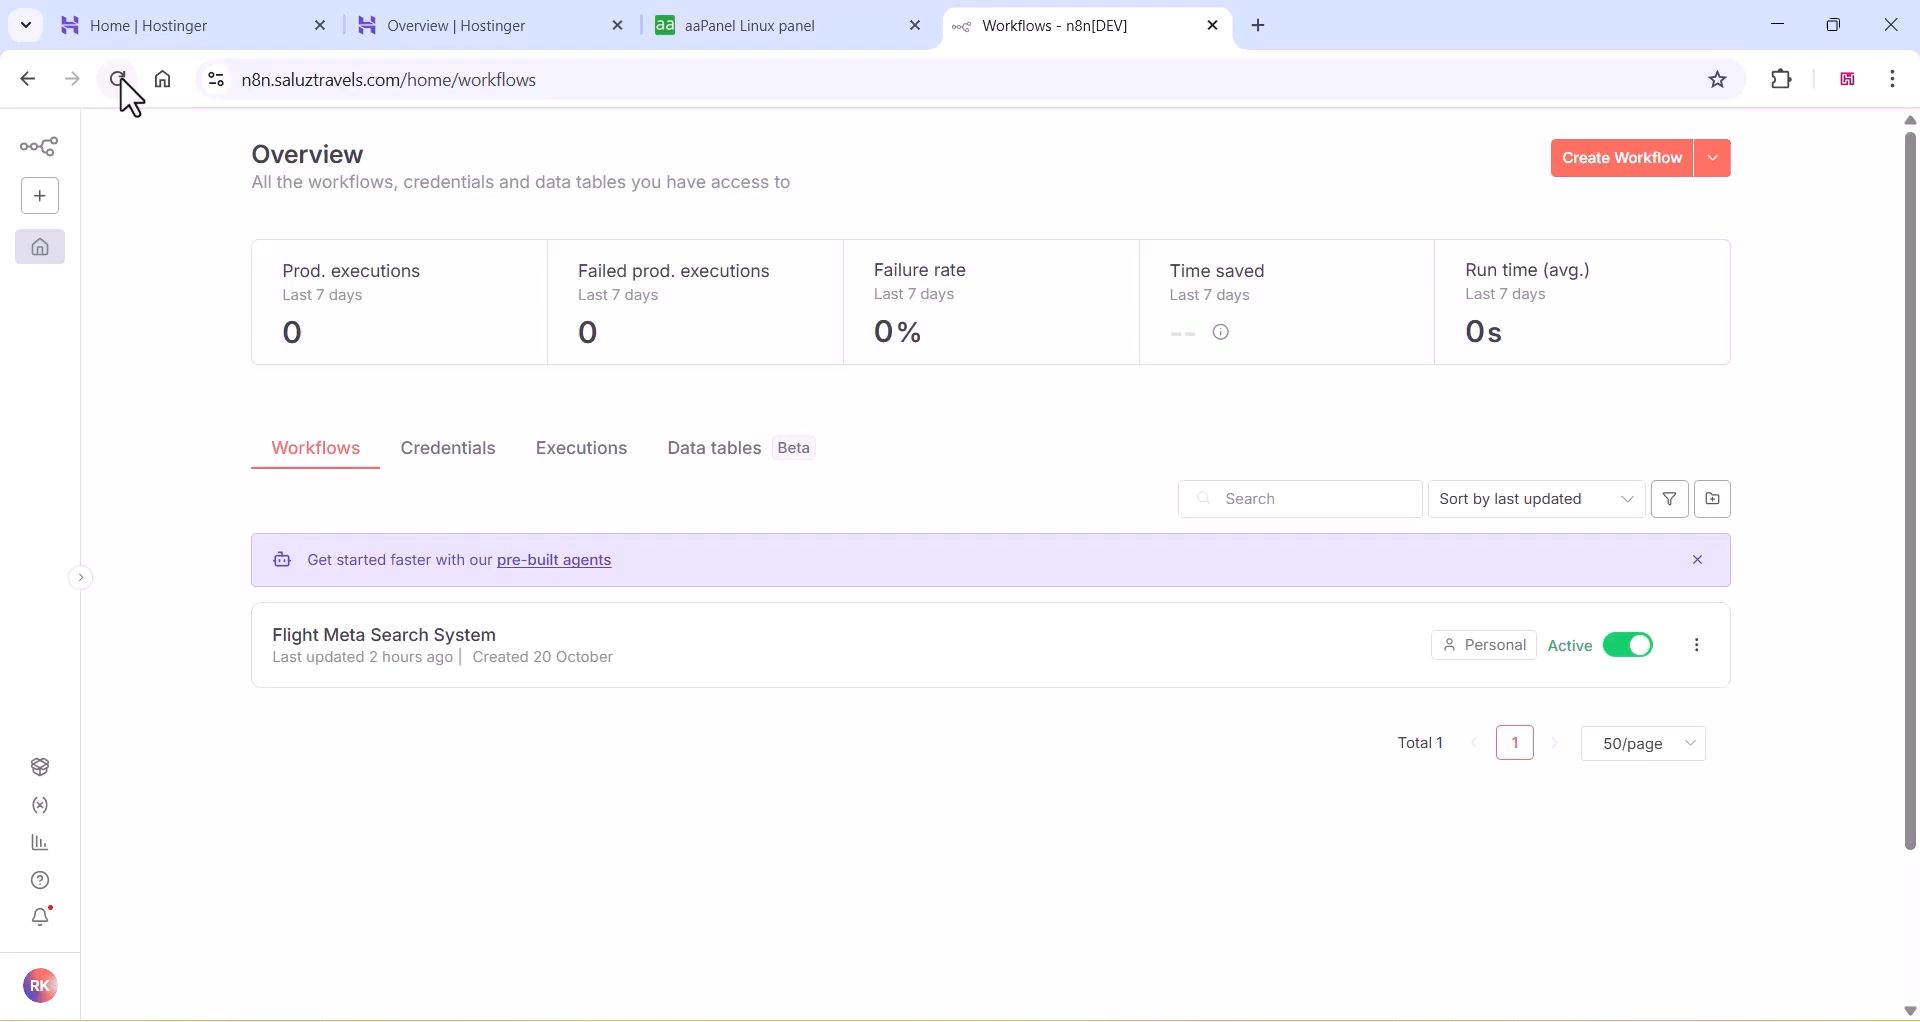 Home | Hostinger
Overview | Hostinger
aa aaPanel Linux panel
Workflows - n8n[DEV]
n8n.saluztravels.com/home/workflows
Overview
All the workflows, credentials and data tables you have access to
Create Workflow
Prod. executions
Last 7 days
0
Failed prod. executions
Last 7 days
0
Failure rate
Last 7 days
0%
Time saved
Last 7 days
--
Run time (avg.)
Last 7 days
0s
Workflows Credentials Executions Data tables Beta
Search
Sort by last updated
Get started faster with our pre-built agents
Flight Meta Search System
Last updated 2 hours ago | Created 20 October
Personal
Active
Total 1
1
50/page
RK